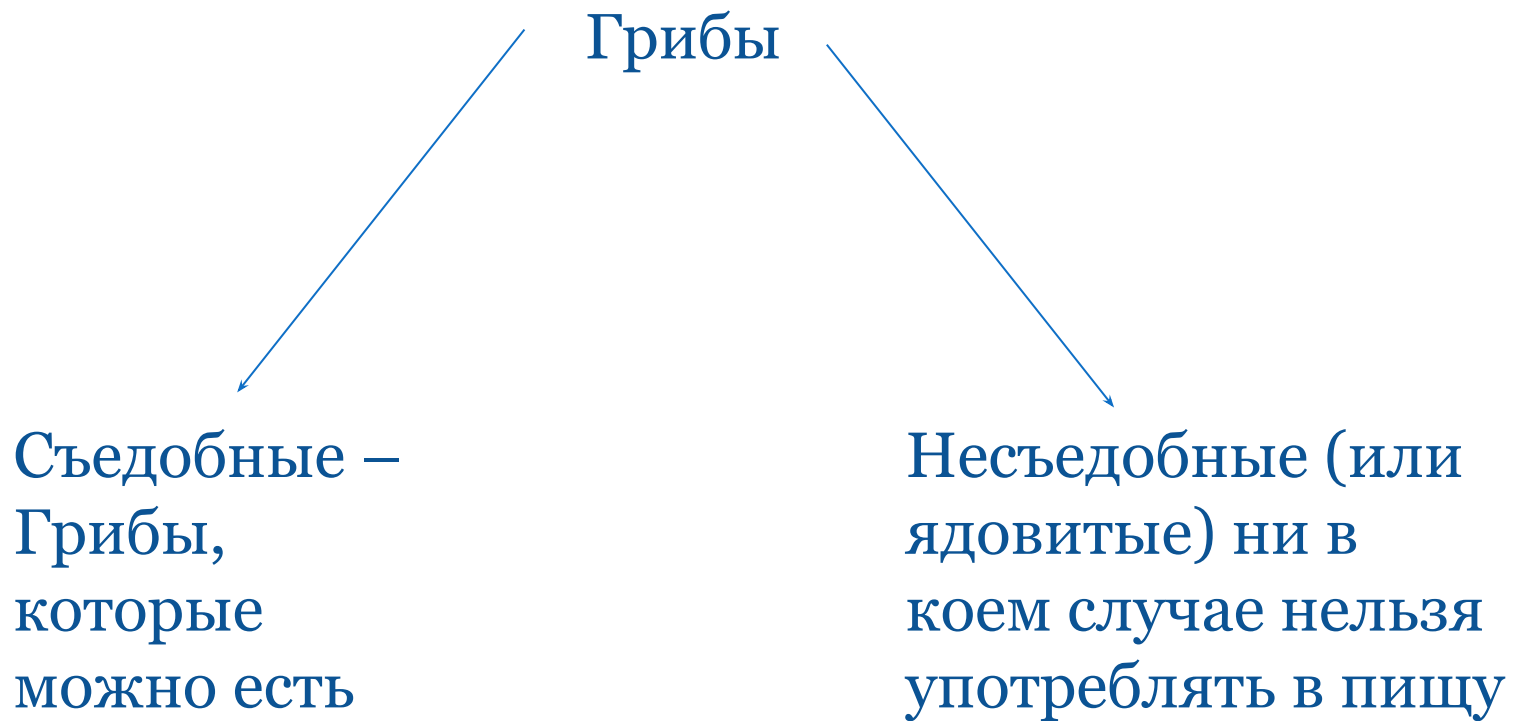 Грибы
Съедобные –
Грибы,
которые
можно есть
Несъедобные (или
ядовитые) ни в
коем случае нельзя
употреблять в пищу